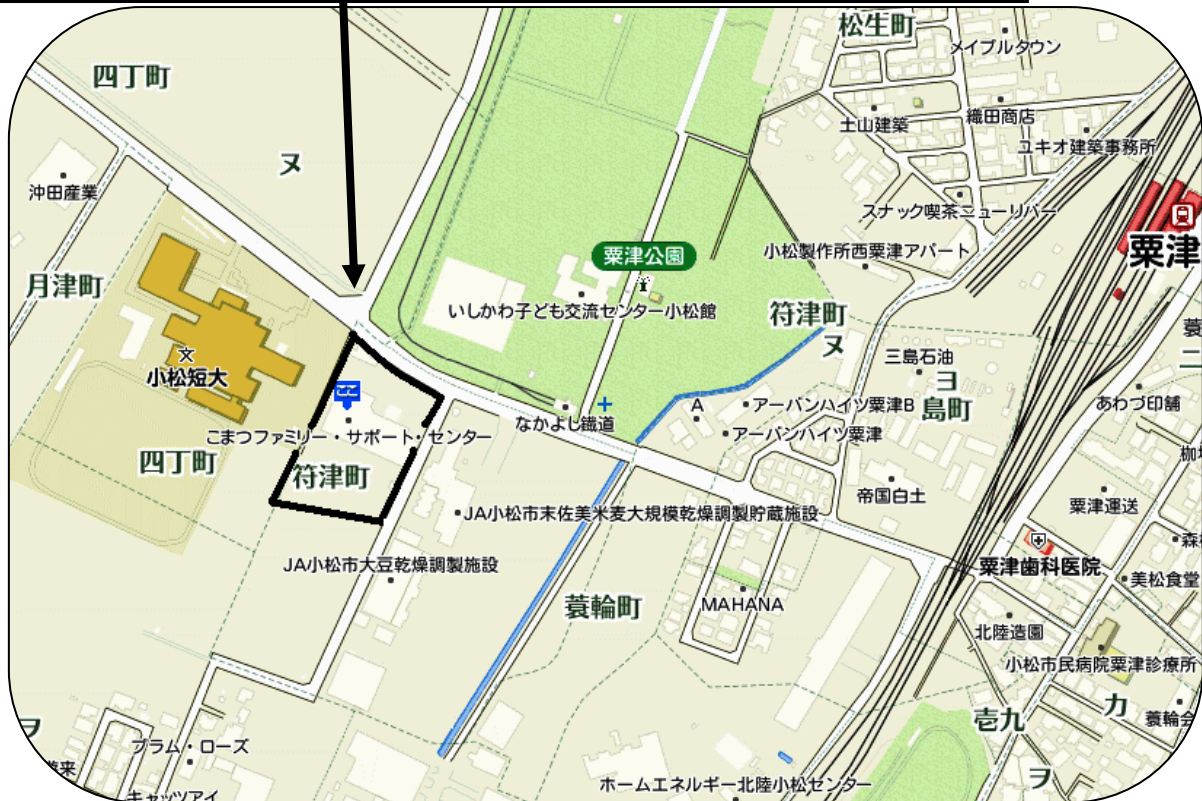 松生町
メイプルタウン
四丁町
土山建築
織田商店
ユキオ建築事務所
ヌ
沖田産業
スナック喫茶ニューリバー
粟津
粟津公園
小松製作所西粟津アパート
月津町
いしかわ子ども交流センター小松館
符津町
ヌ
三島石油
文
小松短大
ヨ
島町
二
あわづ印舗
A
アーバンハイツ粟津B
なかよし鐵道
アーバンハイツ粟津
こまつファミリー・サポート・センター
四丁町
符津町
帝国白土
粟津運送
JA小松市末佐美米麦大規模乾燥調製貯蔵施設
粟津歯科医院
JA小松市大豆乾燥調製施設
美松食堂
MAHANA
蓑輪町
北陸造園
小松市民病院粟津診療所
カ
壱九
蓑輪会
ヲ
プラム・ローズ
ヲ
ホームエネルギー北陸小松センター
キャッツアイ